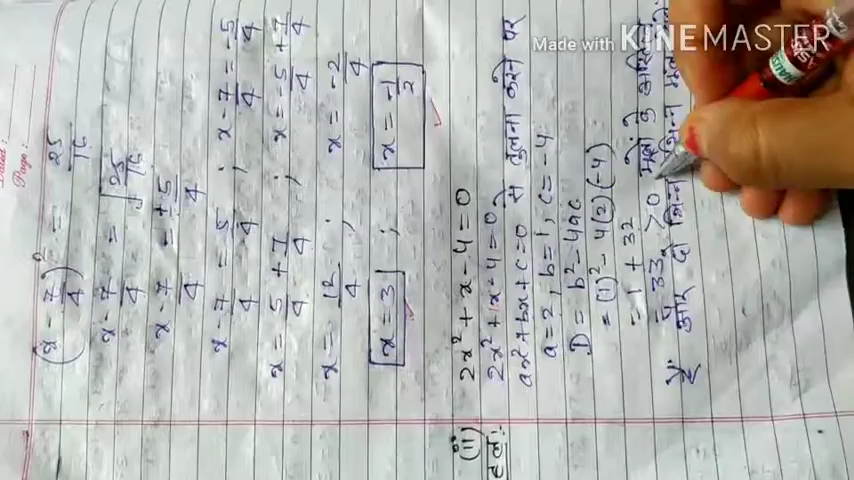 Date :
Page :
(x - 7/4)² = 25/16
x - 7/4 = √25/16
x - 7/4 = ± 5/4
x - 7/4 = 5/4 ; x - 7/4 = -5/4
x = 5/4 + 7/4 ; x = -5/4 + 7/4
x = 12/4 ; x = -2/4
x = 3 ; x = -1/2
(ii) 2x² + x - 4 = 0
हल: 2x² + 1x - 4 = 0
ax² + bx + c = 0 से तुलना करने पर
a = 2, b = 1, c = -4
D = b² - 4ac
= (1)² - 4(2)(-4)
= 1 + 32
= 33 > 0
और दो भिन्न
Made with KINEMASTER